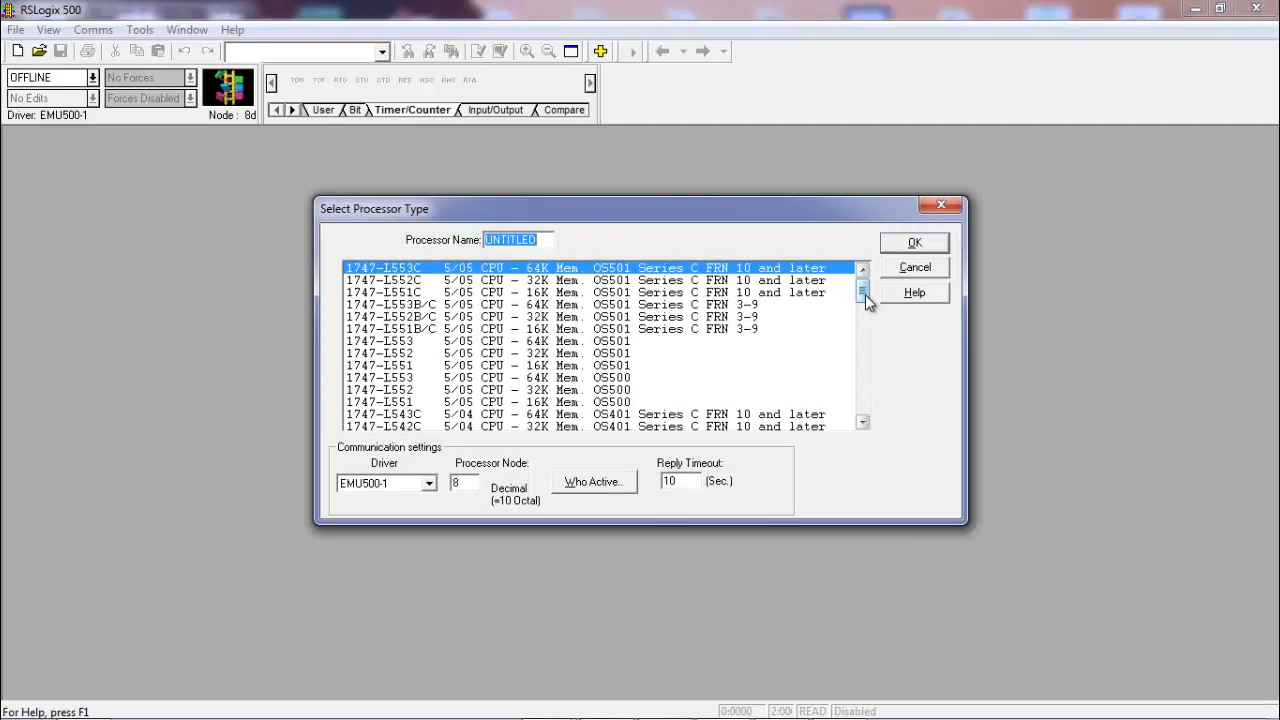 RSLogix 500
File View Comms Tools Window Help
OFFLINE No Forces
No Edits Forces Disabled
Driver: EMU500-1 Node : 8d
TON TOF RTO CTU CTD RES HSC RHC RTA
User Bit Timer/Counter Input/Output Compare
Select Processor Type
Processor Name: UNTITLED
OK
Cancel
Help
1747-L553C 5/05 CPU - 64K Mem. OS501 Series C FRN 10 and later
1747-L552C 5/05 CPU - 32K Mem. OS501 Series C FRN 10 and later
1747-L551C 5/05 CPU - 16K Mem. OS501 Series C FRN 10 and later
1747-L553B/C 5/05 CPU - 64K Mem. OS501 Series C FRN 3-9
1747-L552B/C 5/05 CPU - 32K Mem. OS501 Series C FRN 3-9
1747-L551B/C 5/05 CPU - 16K Mem. OS501 Series C FRN 3-9
1747-L553 5/05 CPU - 64K Mem. OS501
1747-L552 5/05 CPU - 32K Mem. OS501
1747-L551 5/05 CPU - 16K Mem. OS501
1747-L553 5/05 CPU - 64K Mem. OS500
1747-L552 5/05 CPU - 32K Mem. OS500
1747-L551 5/05 CPU - 16K Mem. OS500
1747-L543C 5/04 CPU - 64K Mem. OS401 Series C FRN 10 and later
1747-L542C 5/04 CPU - 32K Mem. OS401 Series C FRN 10 and later
Communication settings
Driver Processor Node: Reply Timeout:
EMU500-1 8 Decimal (=10 Octal) Who Active.. 10 (Sec.)
For Help, press F1 0:0000 2:00 READ Disabled